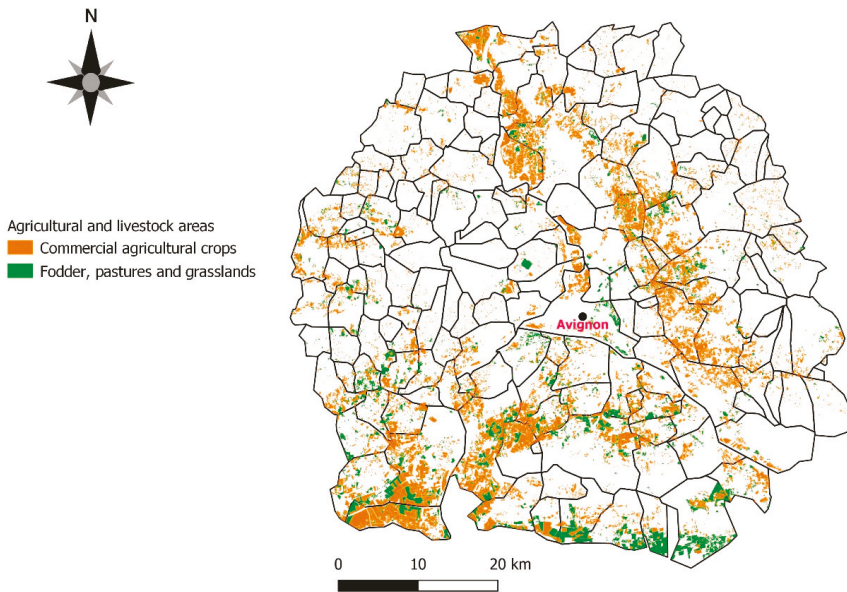 N
Agricultural and livestock areas
Commercial agricultural crops
Fodder, pastures and grasslands
Avignon
0 10 20 km